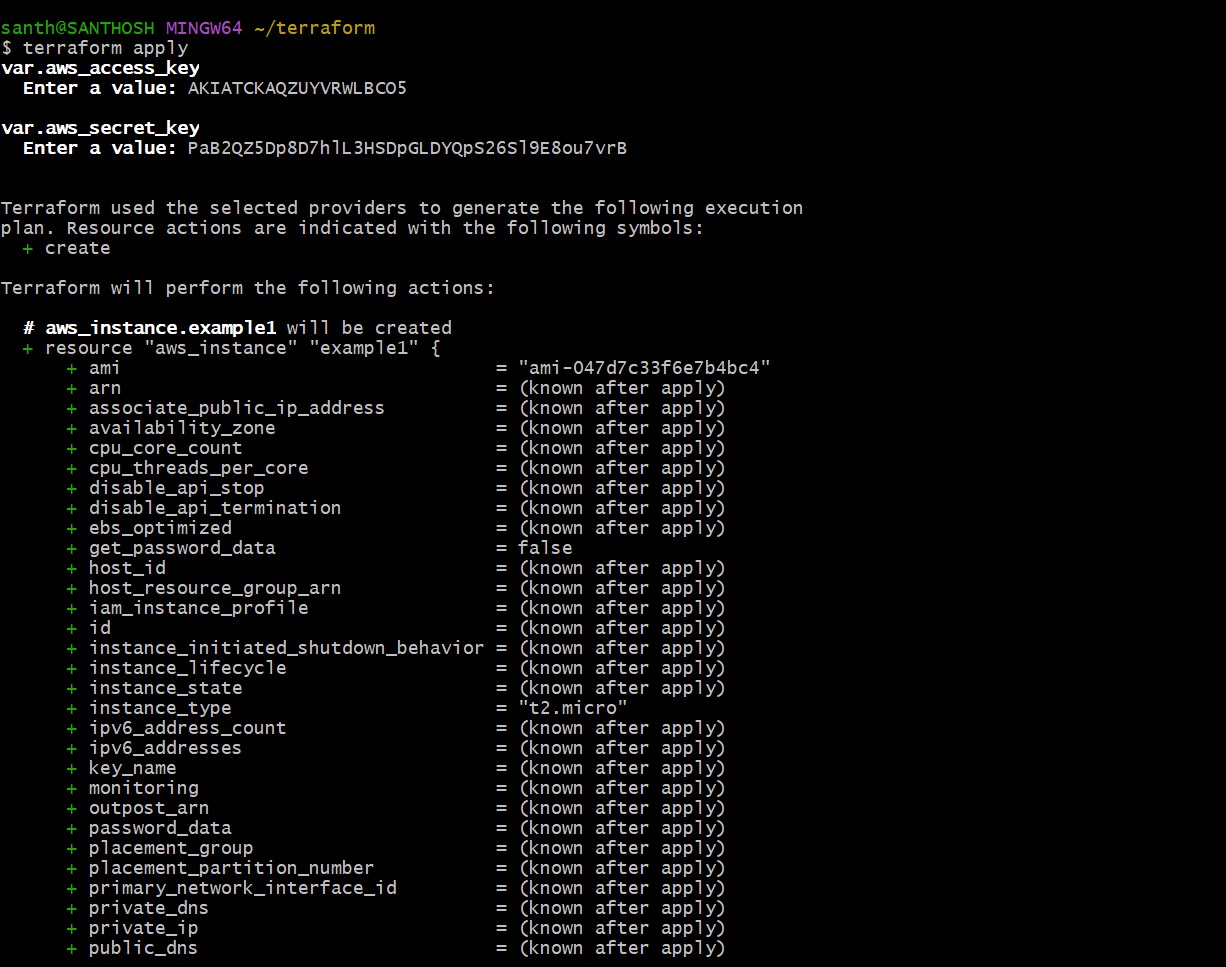 santh@SANTHOSH MINGW64 ~/terraform
$ terraform apply
var.aws_access_key
Enter a value: AKIATCKAQZUYVRWLBCO5
var.aws_secret_key
Enter a value: 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
Terraform used the selected providers to generate the following execution
plan. Resource actions are indicated with the following symbols:
+ create
Terraform will perform the following actions:
# aws_instance.example1 will be created
+ resource "aws_instance" "example1" {
+ ami = "ami-047d7c33f6e7b4bc4"
+ arn = (known after apply)
+ associate_public_ip_address = (known after apply)
+ availability_zone = (known after apply)
+ cpu_core_count = (known after apply)
+ cpu_threads_per_core = (known after apply)
+ disable_api_stop = (known after apply)
+ disable_api_termination = (known after apply)
+ ebs_optimized = (known after apply)
+ get_password_data = false
+ host_id = (known after apply)
+ host_resource_group_arn = (known after apply)
+ iam_instance_profile = (known after apply)
+ id = (known after apply)
+ instance_initiated_shutdown_behavior = (known after apply)
+ instance_lifecycle = (known after apply)
+ instance_state = (known after apply)
+ instance_type = "t2.micro"
+ ipv6_address_count = (known after apply)
+ ipv6_addresses = (known after apply)
+ key_name = (known after apply)
+ monitoring = (known after apply)
+ outpost_arn = (known after apply)
+ password_data = (known after apply)
+ placement_group = (known after apply)
+ placement_partition_number = (known after apply)
+ primary_network_interface_id = (known after apply)
+ private_dns = (known after apply)
+ private_ip = (known after apply)
+ public_dns = (known after apply)